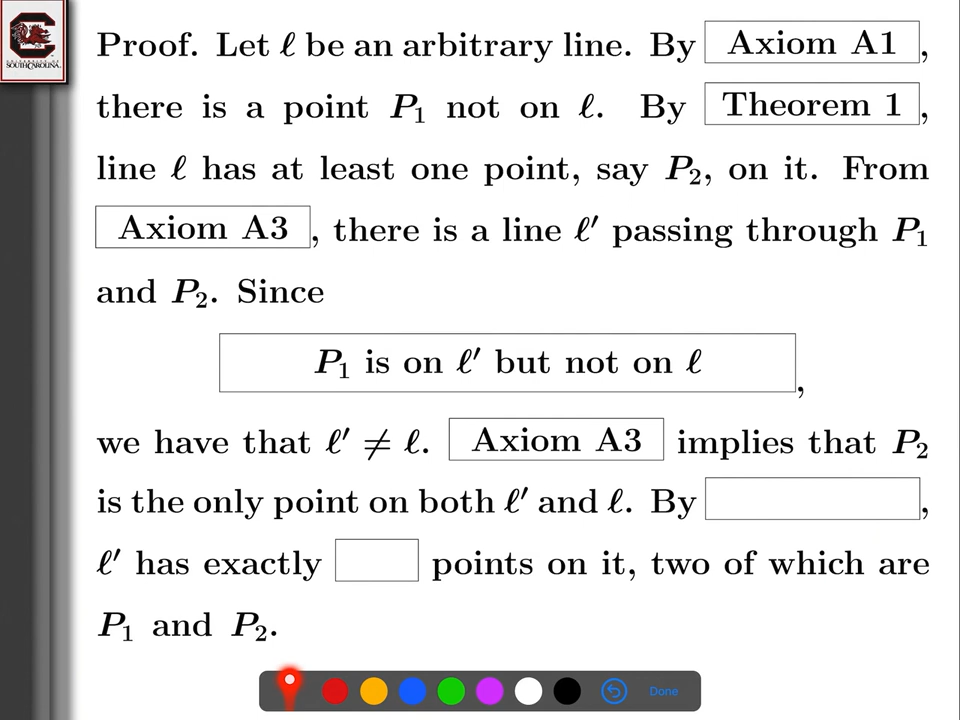 Proof. Let ℓ be an arbitrary line. By Axiom A1,
there is a point P₁ not on ℓ. By Theorem 1,
line ℓ has at least one point, say P₂, on it. From
Axiom A3, there is a line ℓ′ passing through P₁
and P₂. Since
P₁ is on ℓ′ but not on ℓ,
we have that ℓ′ ≠ ℓ. Axiom A3 implies that P₂
is the only point on both ℓ′ and ℓ. By ,
ℓ′ has exactly points on it, two of which are
P₁ and P₂.
Done